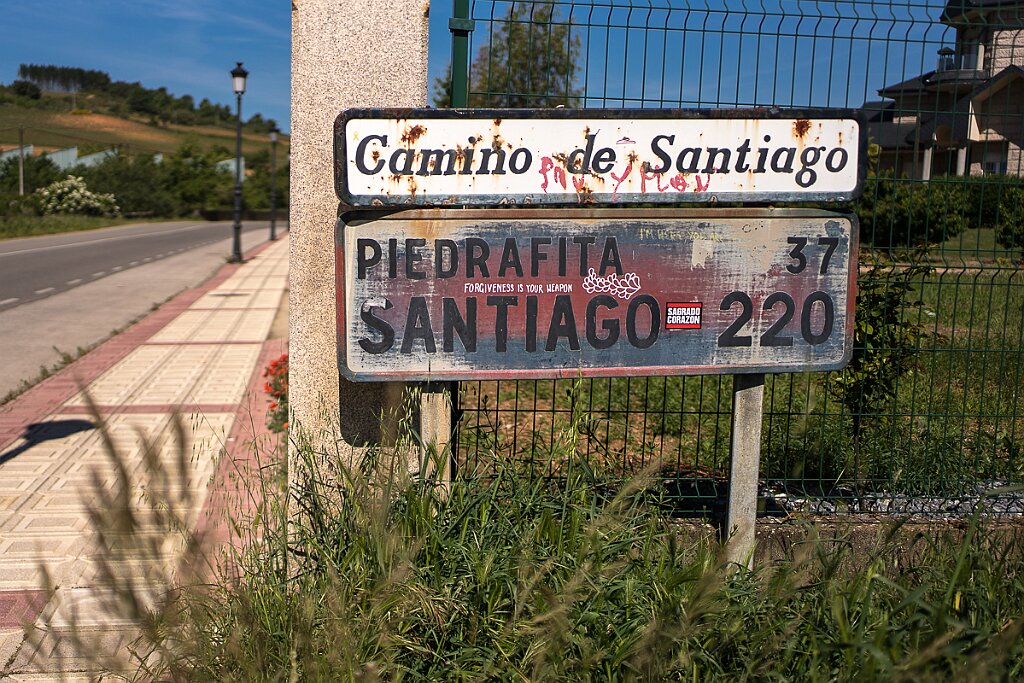 Camino de Santiago
PIEDRAFITA 37
FORGIVENESS IS YOUR WEAPON
SANTIAGO 220
SAGRADO
CORAZON